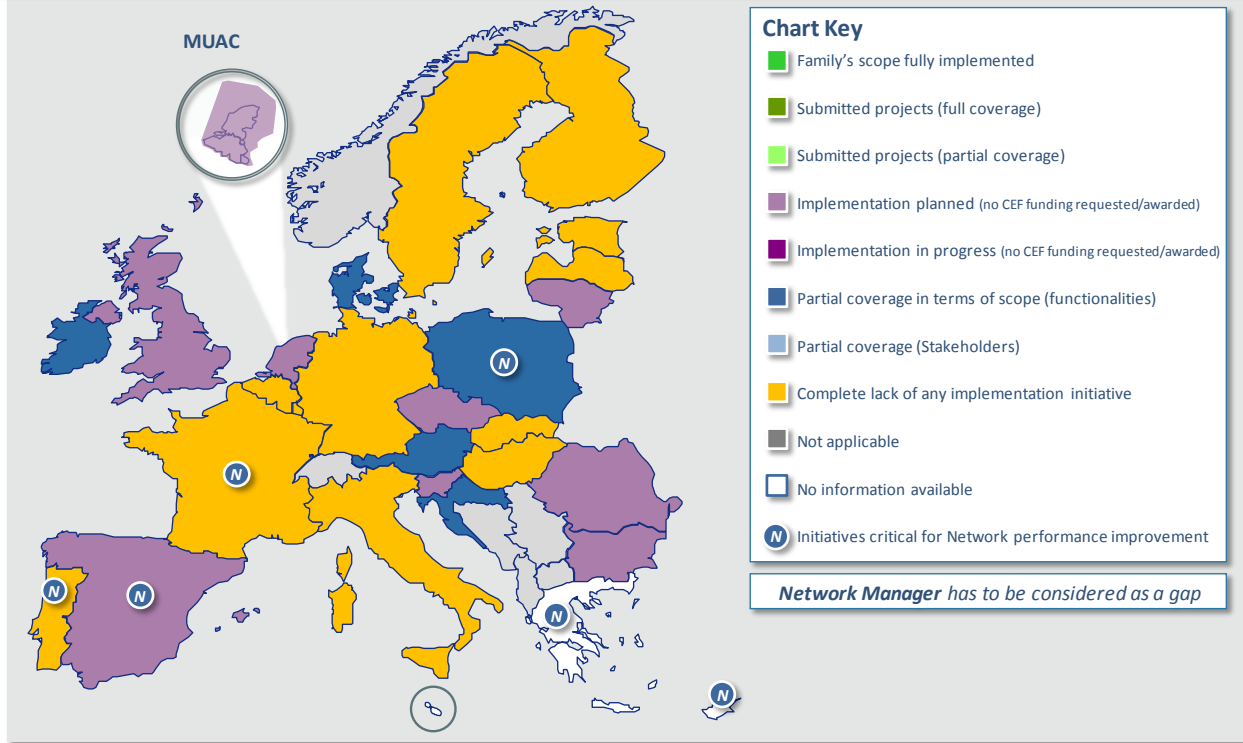 MUAC
Chart Key
Family's scope fully implemented
Submitted projects (full coverage)
Submitted projects (partial coverage)
Implementation planned (no CEF funding requested/awarded)
Implementation in progress (no CEF funding requested/awarded)
Partial coverage in terms of scope (functionalities)
Partial coverage (Stakeholders)
Complete lack of any implementation initiative
Not applicable
No information available
N Initiatives critical for Network performance improvement
Network Manager has to be considered as a gap
N
N
N
N
N
N